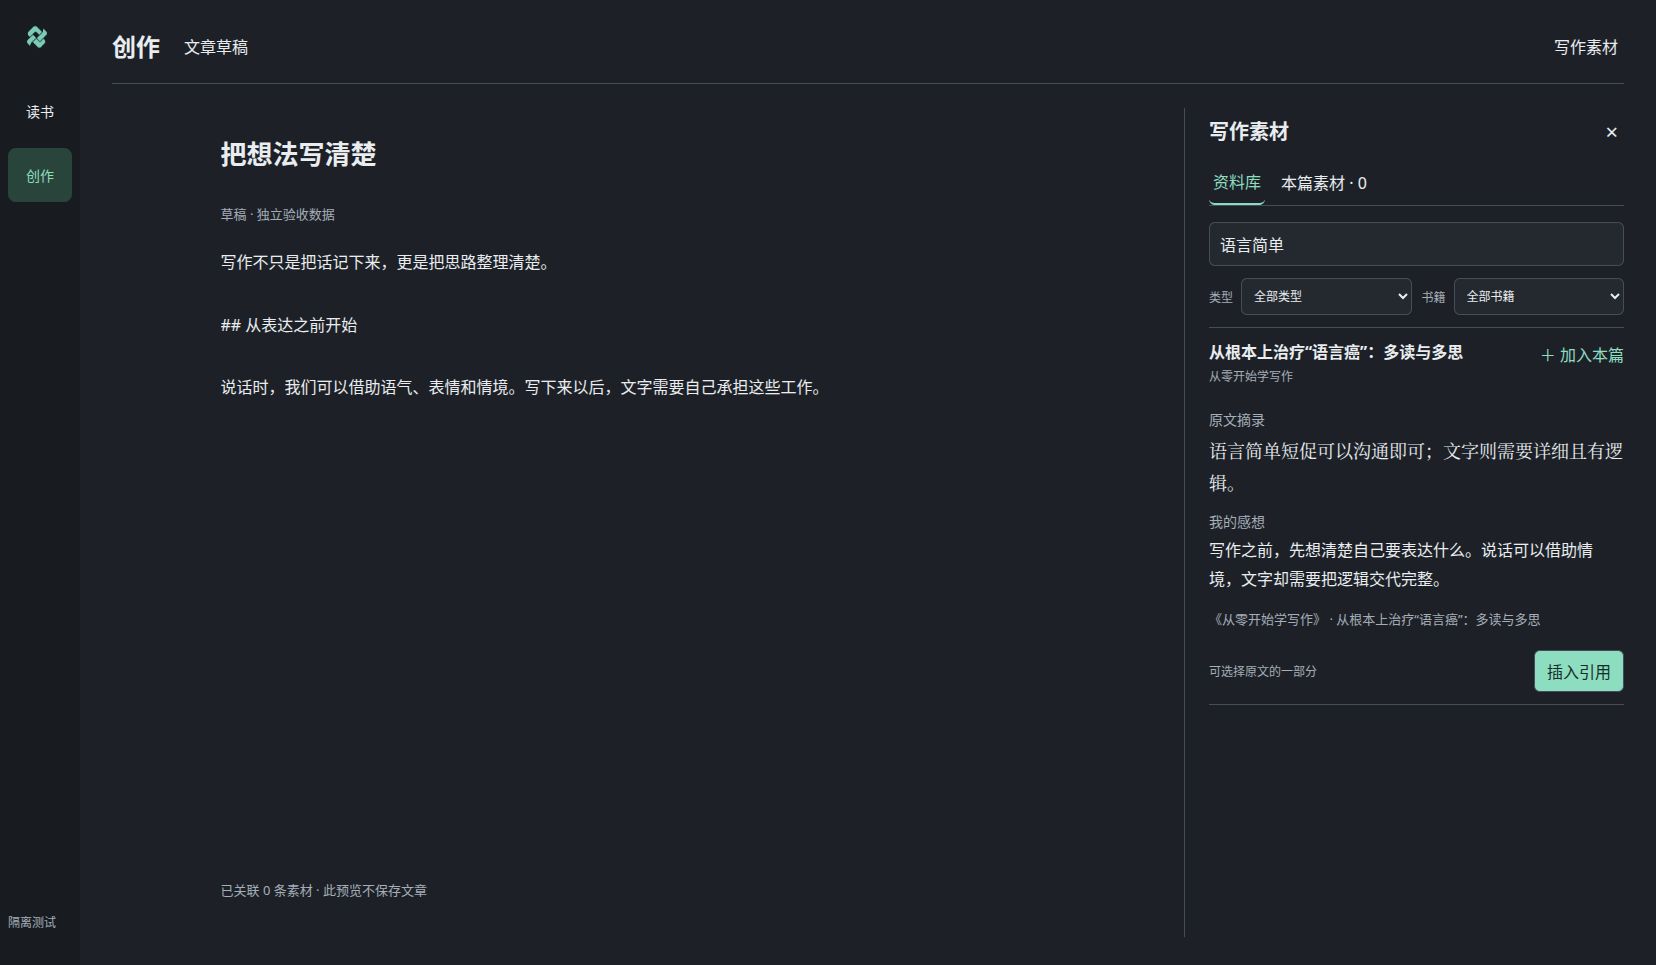 读书
创作
隔离测试
创作 文章草稿
写作素材
把想法写清楚
草稿 · 独立验收数据
写作不只是把话记下来，更是把思路整理清楚。
## 从表达之前开始
说话时，我们可以借助语气、表情和情境。写下来以后，文字需要自己承担这些工作。
已关联 0 条素材 · 此预览不保存文章
写作素材 ×
资料库 本篇素材 · 0
语言简单
类型 全部类型 书籍 全部书籍
从根本上治疗“语言癌”：多读与多思 ＋ 加入本篇
从零开始学写作
原文摘录
语言简单短促可以沟通即可；文字则需要详细且有逻
辑。
我的感想
写作之前，先想清楚自己要表达什么。说话可以借助情
境，文字却需要把逻辑交代完整。
《从零开始学写作》 · 从根本上治疗“语言癌”：多读与多思
可选择原文的一部分 插入引用